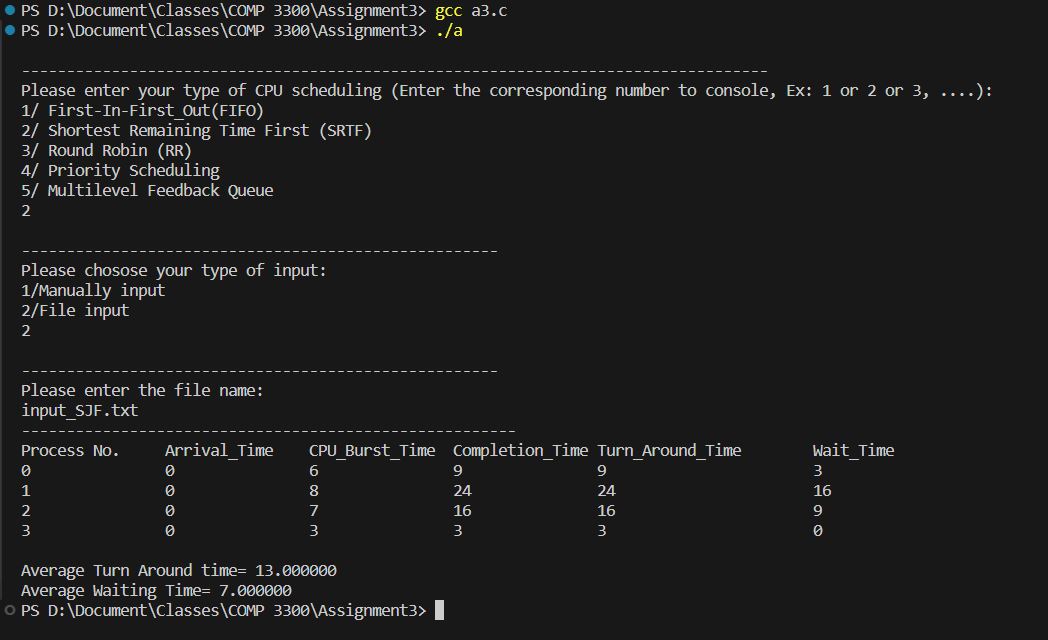 PS D:\Document\Classes\COMP 3300\Assignment3> gcc a3.c
PS D:\Document\Classes\COMP 3300\Assignment3> ./a
-----------------------------------------------------------------------------------
Please enter your type of CPU scheduling (Enter the corresponding number to console, Ex: 1 or 2 or 3, ....):
1/ First-In-First_Out(FIFO)
2/ Shortest Remaining Time First (SRTF)
3/ Round Robin (RR)
4/ Priority Scheduling
5/ Multilevel Feedback Queue
2
-----------------------------------------------------
Please chosose your type of input:
1/Manually input
2/File input
2
-----------------------------------------------------
Please enter the file name:
input_SJF.txt
-------------------------------------------------------
Process No. Arrival_Time CPU_Burst_Time Completion_Time Turn_Around_Time Wait_Time
0 0 6 9 9 3
1 0 8 24 24 16
2 0 7 16 16 9
3 0 3 3 3 0
Average Turn Around time= 13.000000
Average Waiting Time= 7.000000
PS D:\Document\Classes\COMP 3300\Assignment3>